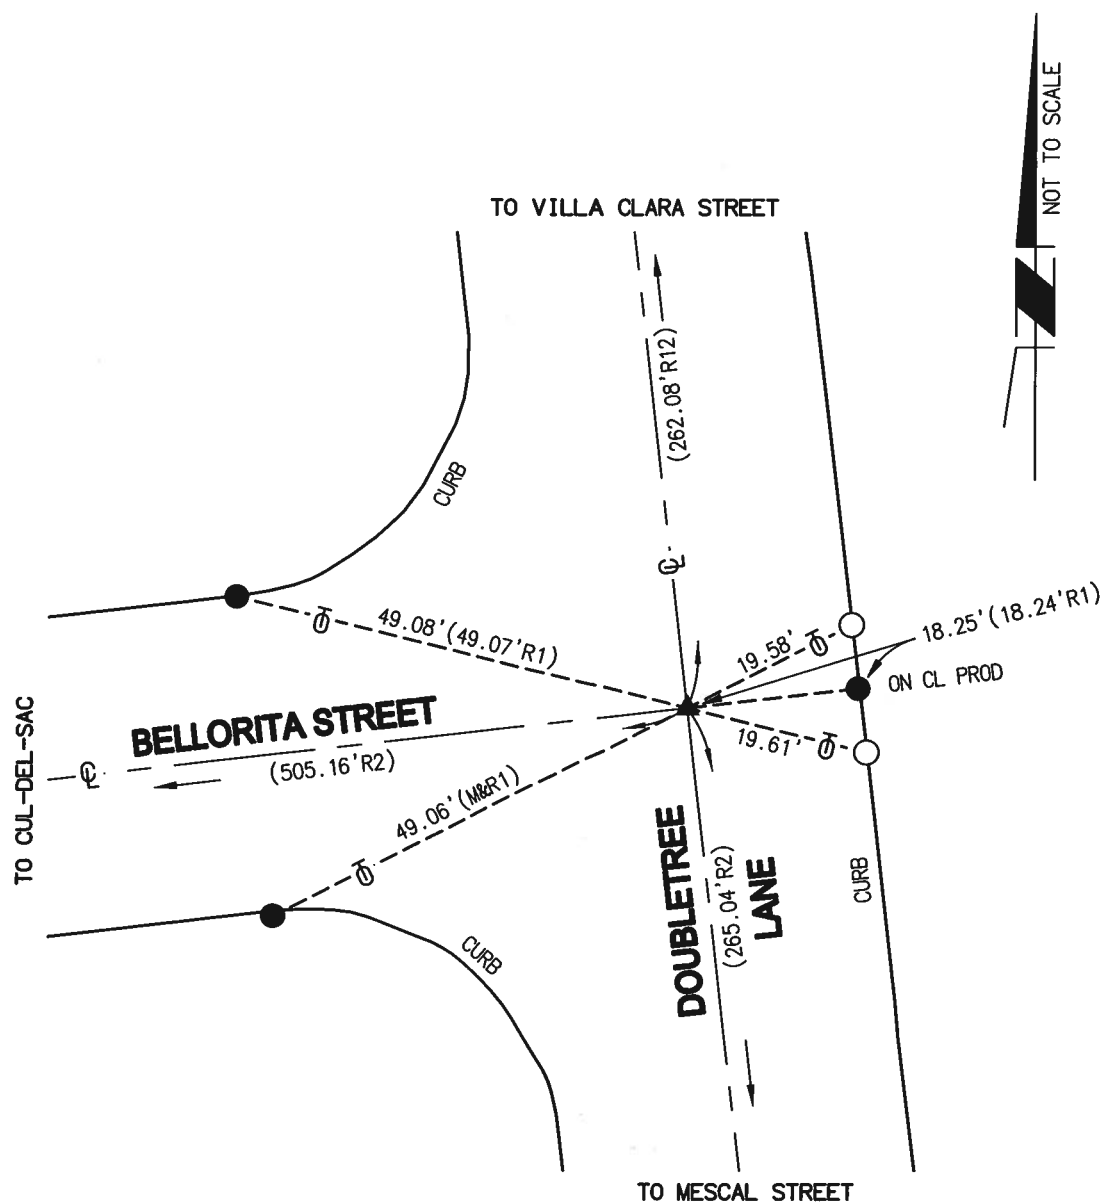 NOT TO SCALE
TO VILLA CLARA STREET
(262.08'R12)
CURB
℄
49.08'(49.07'R1)
19.58'
18.25'(18.24'R1)
ON CL PROD
19.61'
BELLORITA STREET
(505.16'R2)
℄
TO CUL-DEL-SAC
49.06'(M&R1)
DOUBLETREE
LANE
(265.04'R2)
CURB
CURB
TO MESCAL STREET